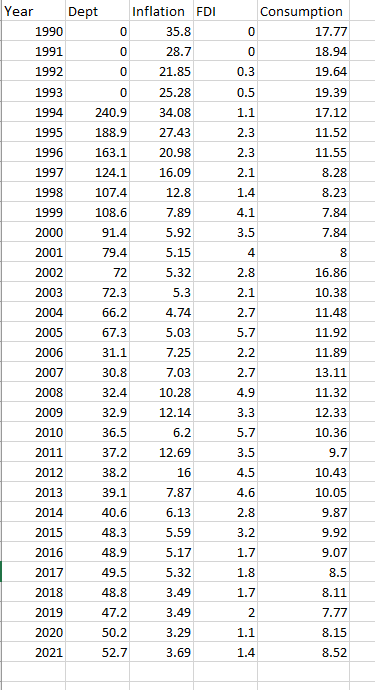 Year Dept Inflation FDI Consumption
1990 0 35.8 0 17.77
1991 0 28.7 0 18.94
1992 0 21.85 0.3 19.64
1993 0 25.28 0.5 19.39
1994 240.9 34.08 1.1 17.12
1995 188.9 27.43 2.3 11.52
1996 163.1 20.98 2.3 11.55
1997 124.1 16.09 2.1 8.28
1998 107.4 12.8 1.4 8.23
1999 108.6 7.89 4.1 7.84
2000 91.4 5.92 3.5 7.84
2001 79.4 5.15 4 8
2002 72 5.32 2.8 16.86
2003 72.3 5.3 2.1 10.38
2004 66.2 4.74 2.7 11.48
2005 67.3 5.03 5.7 11.92
2006 31.1 7.25 2.2 11.89
2007 30.8 7.03 2.7 13.11
2008 32.4 10.28 4.9 11.32
2009 32.9 12.14 3.3 12.33
2010 36.5 6.2 5.7 10.36
2011 37.2 12.69 3.5 9.7
2012 38.2 16 4.5 10.43
2013 39.1 7.87 4.6 10.05
2014 40.6 6.13 2.8 9.87
2015 48.3 5.59 3.2 9.92
2016 48.9 5.17 1.7 9.07
2017 49.5 5.32 1.8 8.5
2018 48.8 3.49 1.7 8.11
2019 47.2 3.49 2 7.77
2020 50.2 3.29 1.1 8.15
2021 52.7 3.69 1.4 8.52